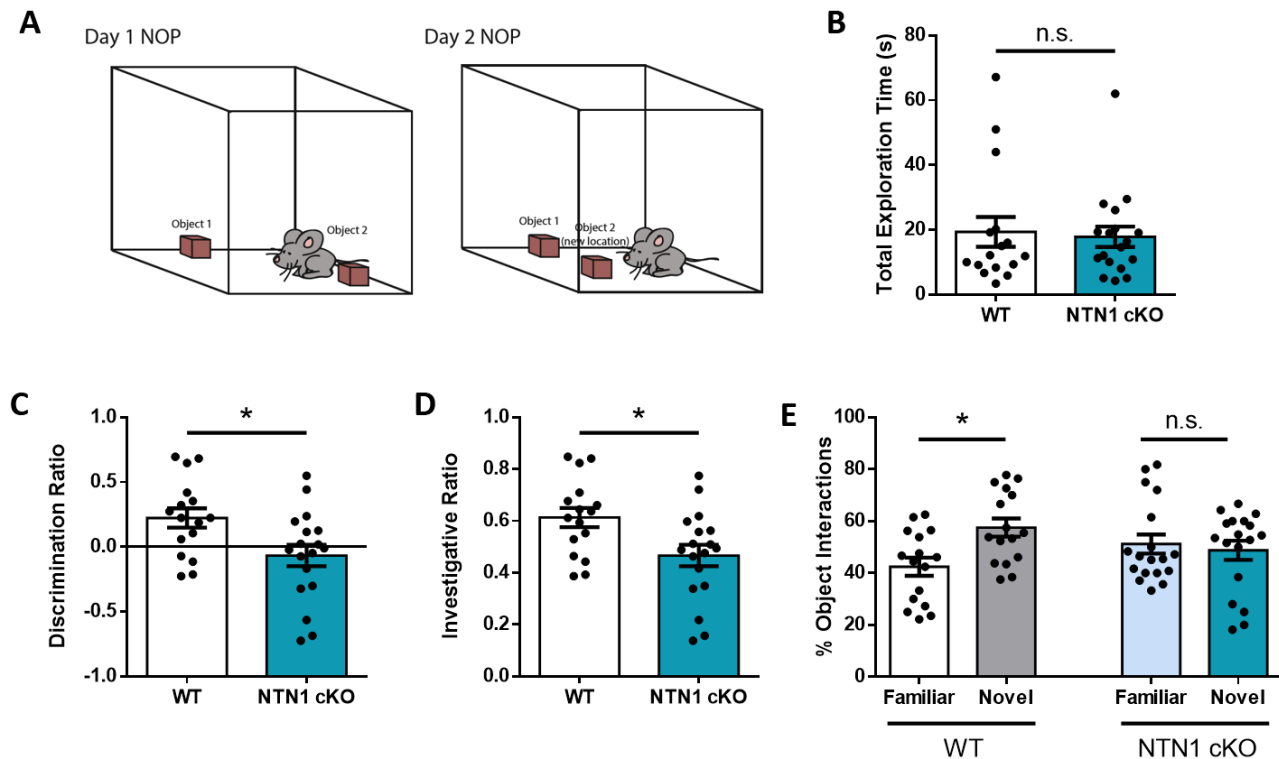 A
Day 1 NOP
Object 1
Object 2
Day 2 NOP
Object 1
Object 2
(new location)
B
n.s.
Total Exploration Time (s)
80
60
40
20
0
WT
NTN1 cKO
C
*
Discrimination Ratio
1.0
0.5
0.0
-0.5
-1.0
WT
NTN1 cKO
D
*
Investigative Ratio
1.0
0.8
0.6
0.4
0.2
0.0
WT
NTN1 cKO
E
*
n.s.
% Object Interactions
100
80
60
40
20
0
Familiar
Novel
Familiar
Novel
WT
NTN1 cKO